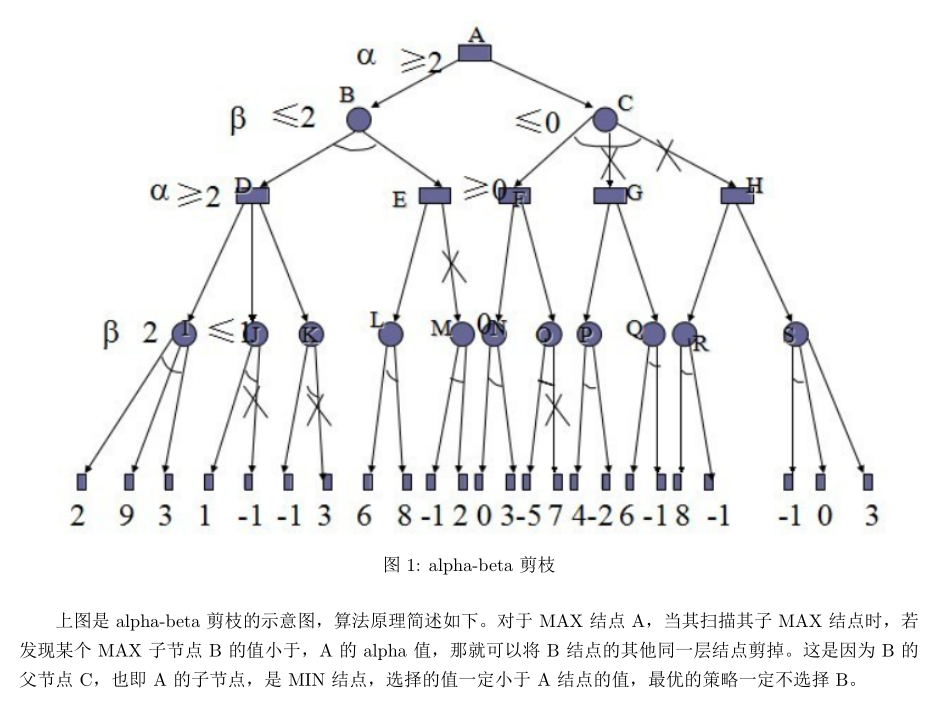 A
α ≥2
B
C
β ≤2
≤0
α≥2
D
E
≥0
F
G
H
β 2
I
≤1
J
K
L
M
0
N
O
P
Q
R
S
2 9 3 1 -1 -1 3 6 8 -1 2 0 3 -5 7 4 -2 6 -1 8 -1 -1 0 3
图 1: alpha-beta 剪枝
上图是 alpha-beta 剪枝的示意图，算法原理简述如下。对于 MAX 结点 A，当其扫描其子 MAX 结点时，若
发现某个 MAX 子节点 B 的值小于，A 的 alpha 值，那就可以将 B 结点的其他同一层结点剪掉。这是因为 B 的
父节点 C，也即 A 的子节点，是 MIN 结点，选择的值一定小于 A 结点的值，最优的策略一定不选择 B。